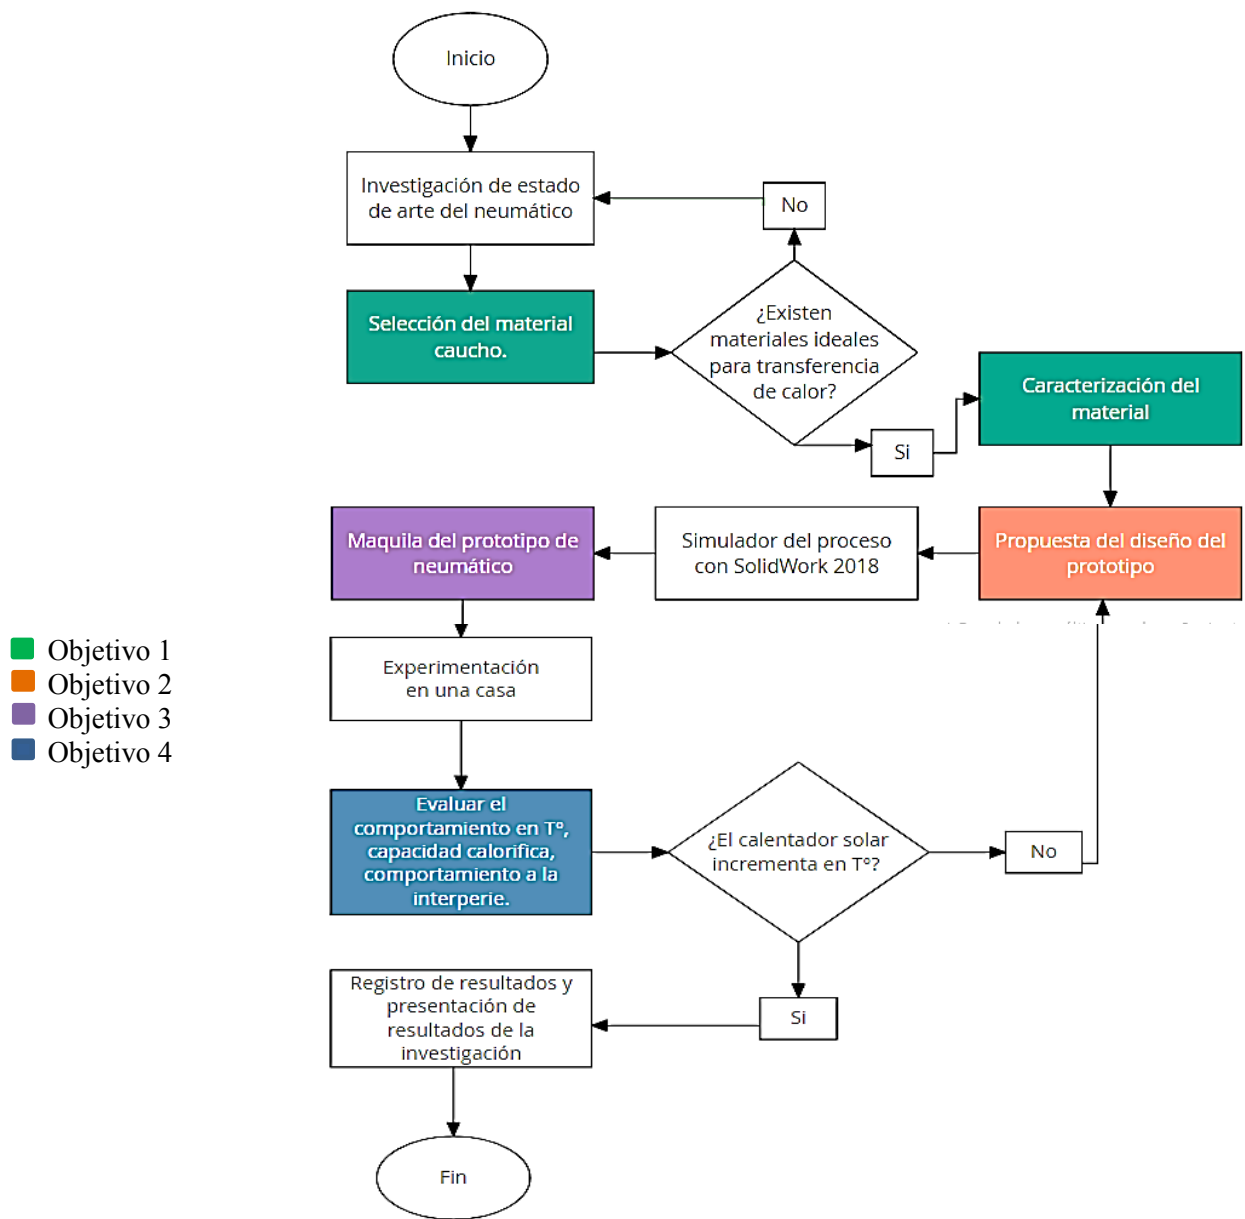 Inicio
Investigación de estado
de arte del neumático
No
Selección del material
caucho.
¿Existen
materiales ideales
para transferencia
de calor?
Caracterización del
material
Si
Maquila del prototipo de
neumático
Simulador del proceso
con SolidWork 2018
Propuesta del diseño del
prototipo
Objetivo 1
Objetivo 2
Objetivo 3
Objetivo 4
Experimentación
en una casa
Evaluar el
comportamiento en T°,
capacidad calorifica,
comportamiento a la
interperie.
¿El calentador solar
incrementa en T°?
No
Si
Registro de resultados y
presentación de
resultados de la
investigación
Fin